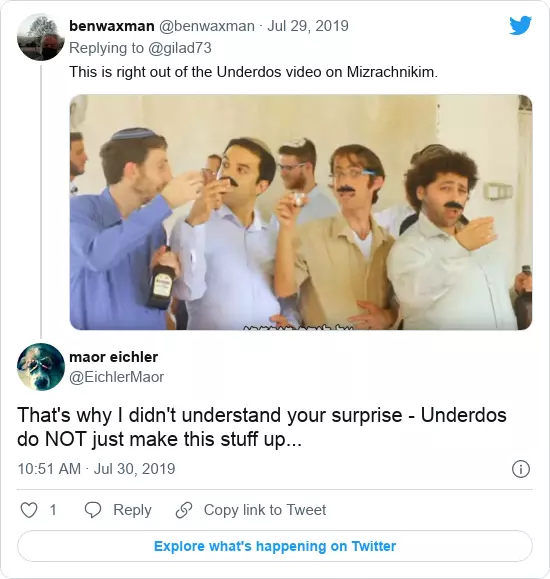 benwaxman @benwaxman · Jul 29, 2019
Replying to @gilad73
This is right out of the Underdos video on Mizrachnikim.
maor eichler
@EichlerMaor
That's why I didn't understand your surprise - Underdos
do NOT just make this stuff up...
10:51 AM · Jul 30, 2019
1 Reply Copy link to Tweet
Explore what's happening on Twitter